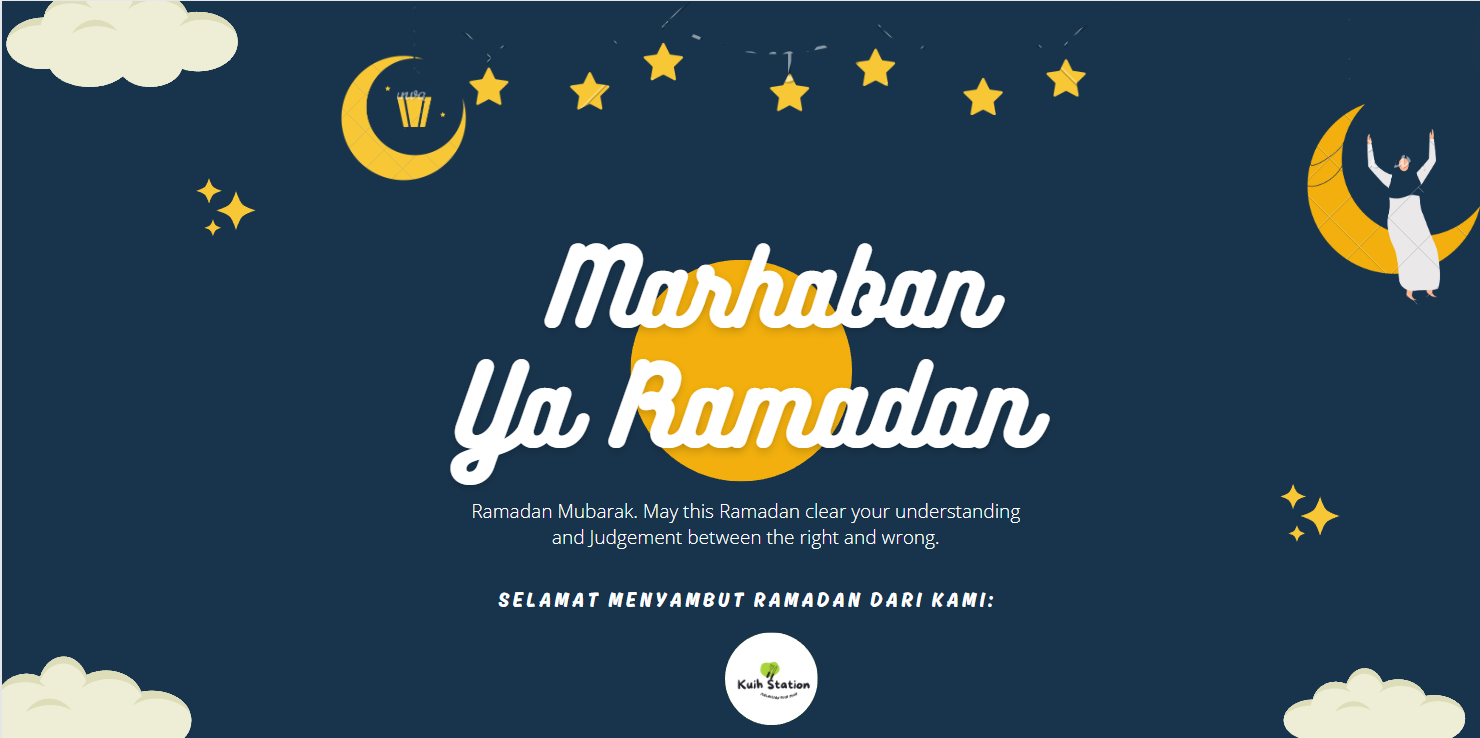 Marhaban
Ya Ramadan
Ramadan Mubarak. May this Ramadan clear your understanding
and Judgement between the right and wrong.
SELAMAT MENYAMBUT RAMADAN DARI KAMI:
Kuih Station